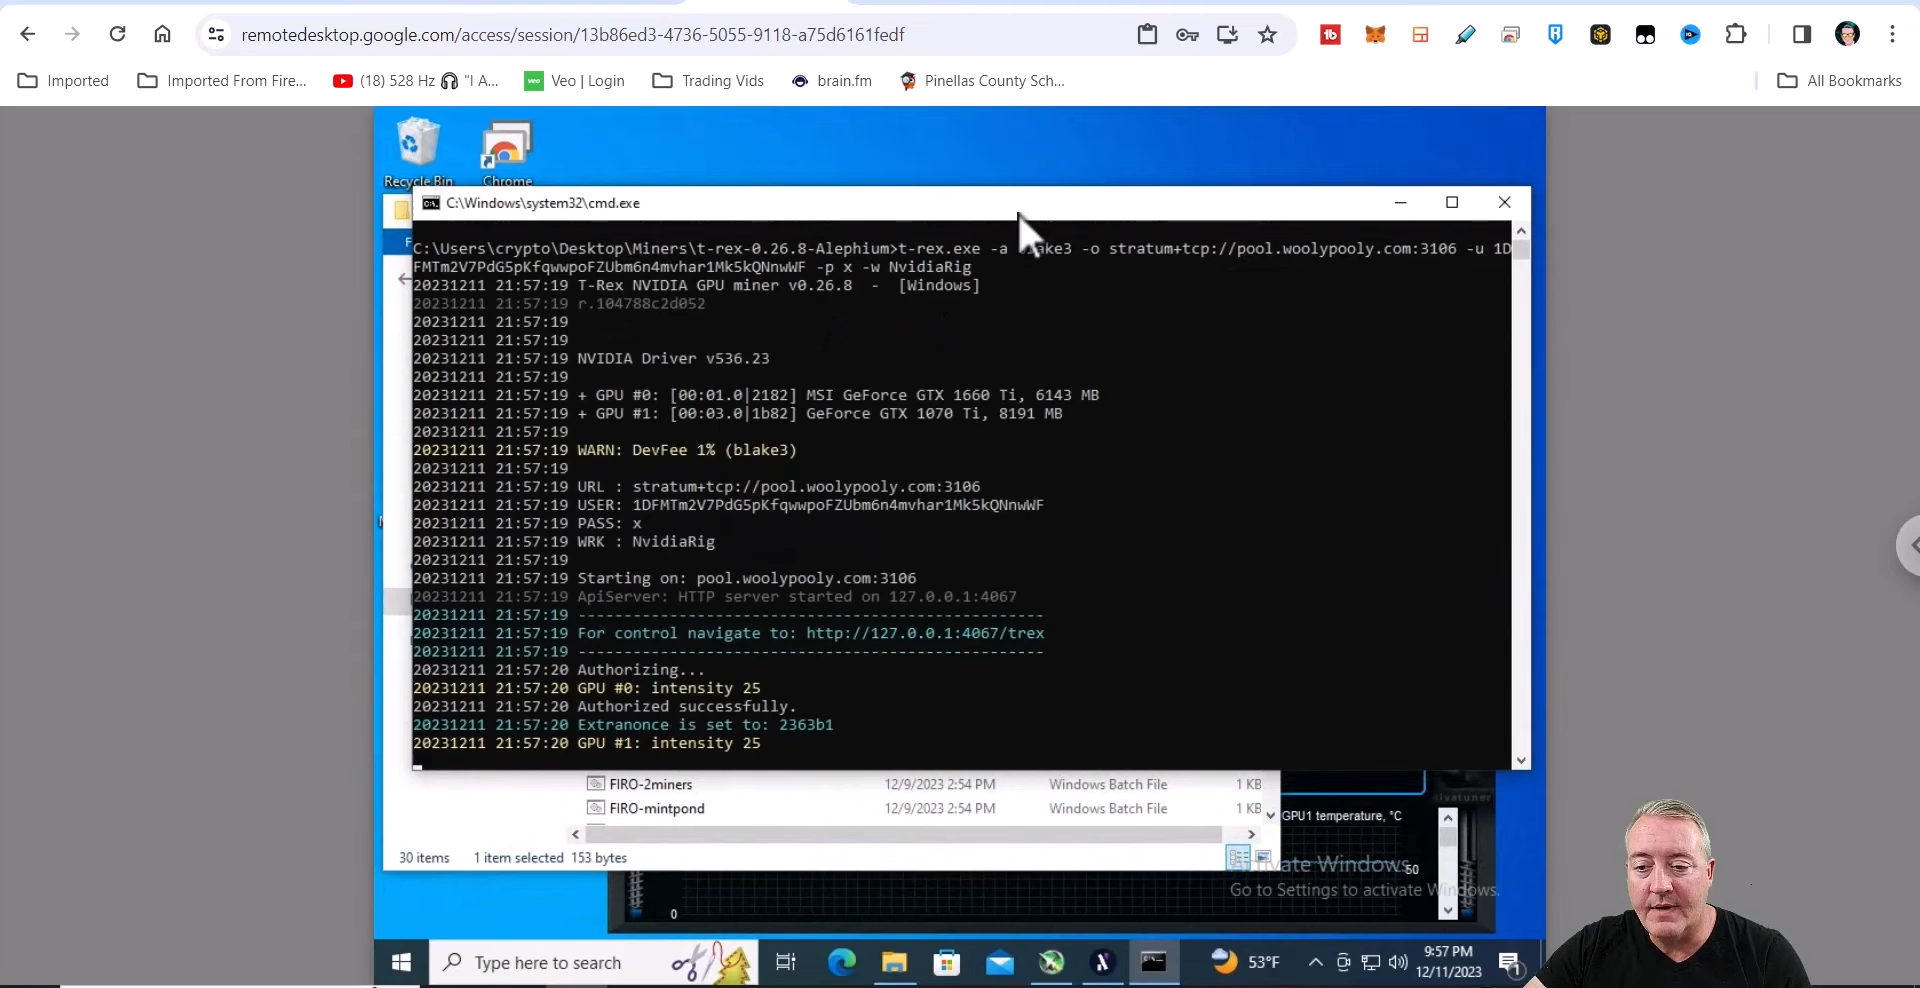 remotedesktop.google.com/access/session/13b86ed3-4736-5055-9118-a75d6161fedf
Imported
Imported From Fire...
(18) 528 Hz 🎧 "I A...
Veo | Login
Trading Vids
brain.fm
Pinellas County Sch...
All Bookmarks
Recycle Bin
Chrome
C:\Windows\system32\cmd.exe
C:\Users\crypto\Desktop\Miners\t-rex-0.26.8-Alephium>t-rex.exe -a blake3 -o stratum+tcp://pool.woolypooly.com:3106 -u 1D
FMTm2V7PdG5pKfqwwpoFZUbm6n4mvhar1Mk5kQNnwWF -p x -w NvidiaRig
20231211 21:57:19 T-Rex NVIDIA GPU miner v0.26.8  -  [Windows]
20231211 21:57:19 r.104788c2d052
20231211 21:57:19
20231211 21:57:19
20231211 21:57:19 NVIDIA Driver v536.23
20231211 21:57:19
20231211 21:57:19 + GPU #0: [00:01.0|2182] MSI GeForce GTX 1660 Ti, 6143 MB
20231211 21:57:19 + GPU #1: [00:03.0|1b82] GeForce GTX 1070 Ti, 8191 MB
20231211 21:57:19
20231211 21:57:19 WARN: DevFee 1% (blake3)
20231211 21:57:19
20231211 21:57:19 URL : stratum+tcp://pool.woolypooly.com:3106
20231211 21:57:19 USER: 1DFMTm2V7PdG5pKfqwwpoFZUbm6n4mvhar1Mk5kQNnwWF
20231211 21:57:19 PASS: x
20231211 21:57:19 WRK : NvidiaRig
20231211 21:57:19
20231211 21:57:19 Starting on: pool.woolypooly.com:3106
20231211 21:57:19 ApiServer: HTTP server started on 127.0.0.1:4067
20231211 21:57:19 ---------------------------------------------------
20231211 21:57:19 For control navigate to: http://127.0.0.1:4067/trex
20231211 21:57:19 ---------------------------------------------------
20231211 21:57:20 Authorizing...
20231211 21:57:20 GPU #0: intensity 25
20231211 21:57:20 Authorized successfully.
20231211 21:57:20 Extranonce is set to: 2363b1
20231211 21:57:20 GPU #1: intensity 25
FIRO-2miners 12/9/2023 2:54 PM Windows Batch File 1 KB
FIRO-mintpond 12/9/2023 2:54 PM Windows Batch File 1 KB
30 items 1 item selected 153 bytes
GPU1 temperature, °C
50
0
Activate Windows
Go to Settings to activate Windows.
Type here to search
53°F
9:57 PM
12/11/2023
1